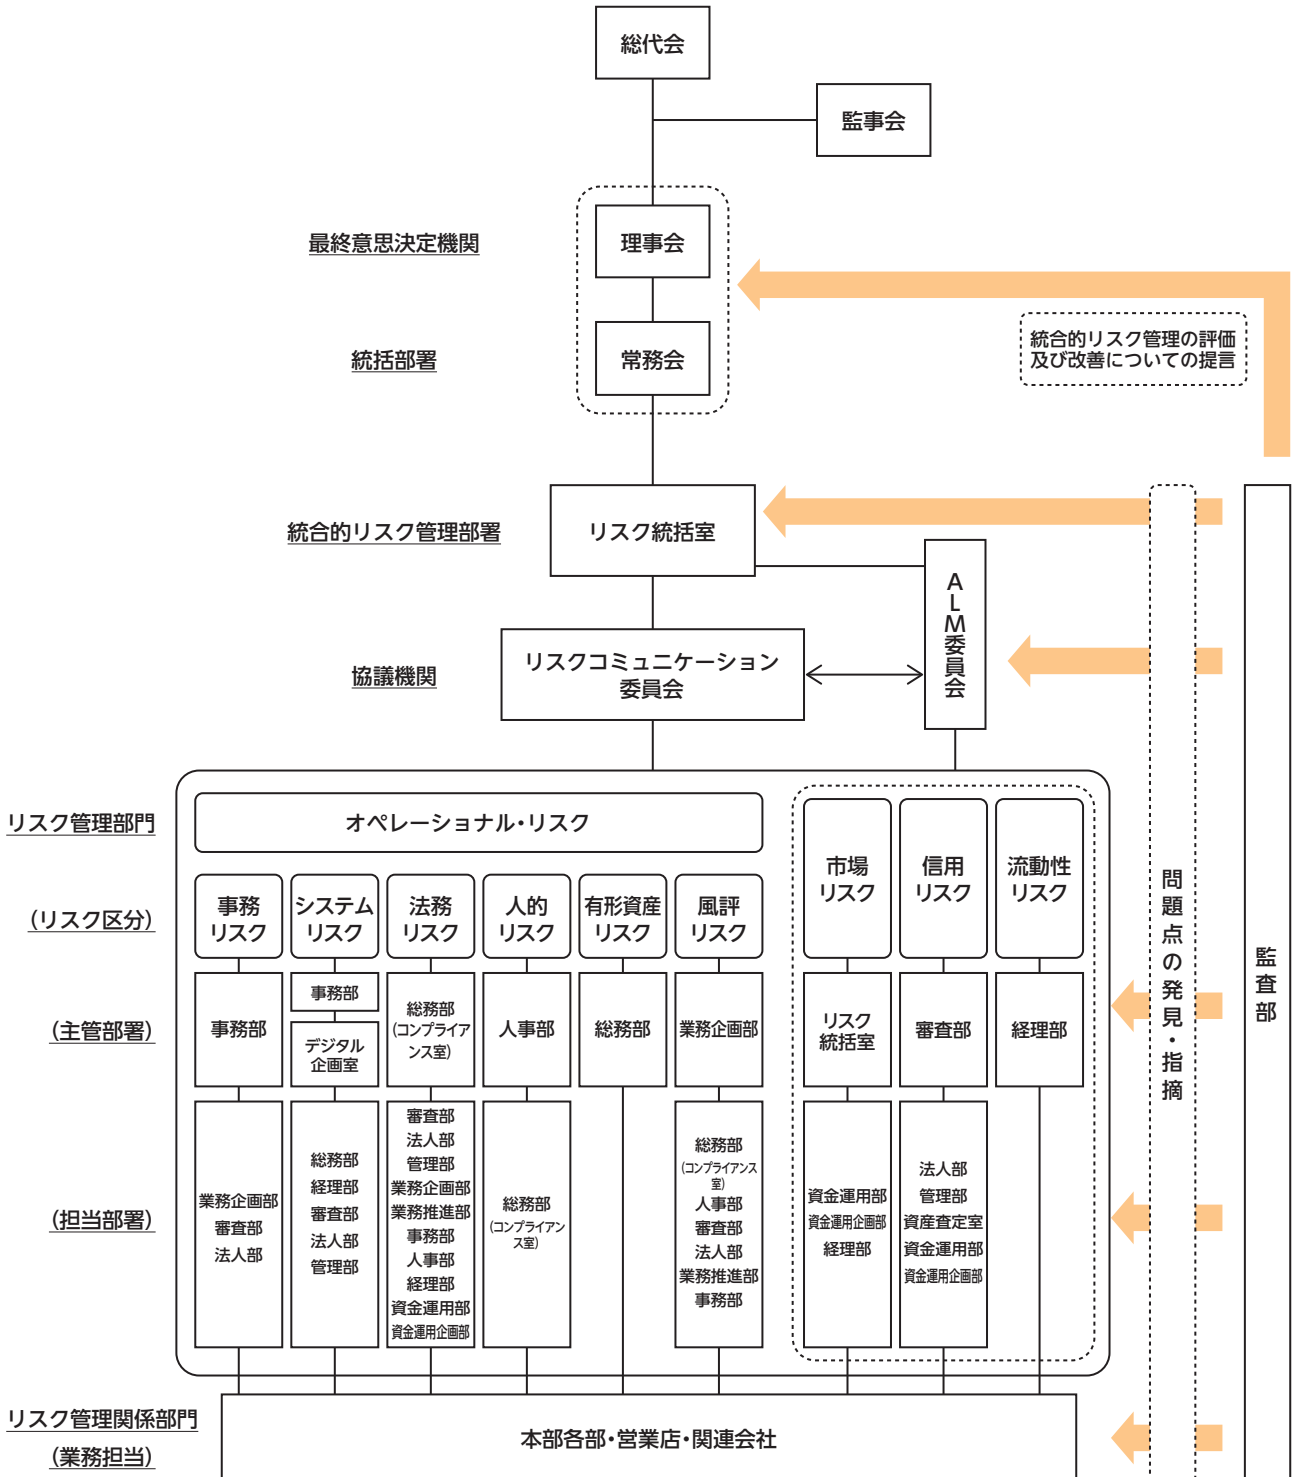 総代会
監事会
最終意思決定機関
理事会
統括部署
常務会
統合的リスク管理の評価
及び改善についての提言
統合的リスク管理部署
リスク統括室
ALM委員会
協議機関
リスクコミュニケーション
委員会
リスク管理部門
オペレーショナル・リスク
(リスク区分)
事務
リスク
システム
リスク
法務
リスク
人的
リスク
有形資産
リスク
風評
リスク
市場
リスク
信用
リスク
流動性
リスク
(主管部署)
事務部
事務部
デジタル
企画室
総務部
(コンプライア
ンス室)
人事部
総務部
業務企画部
リスク
統括室
審査部
経理部
(担当部署)
業務企画部
審査部
法人部
総務部
経理部
審査部
法人部
管理部
審査部
法人部
管理部
業務企画部
業務推進部
事務部
人事部
経理部
資金運用部
資金運用企画部
総務部
(コンプライアン
ス室)
総務部
(コンプライアンス
室)
人事部
審査部
法人部
業務推進部
事務部
資金運用部
資金運用企画部
経理部
法人部
管理部
資産査定室
資金運用部
資金運用企画部
問題点の発見・指摘
監査部
リスク管理関係部門
(業務担当)
本部各部・営業店・関連会社